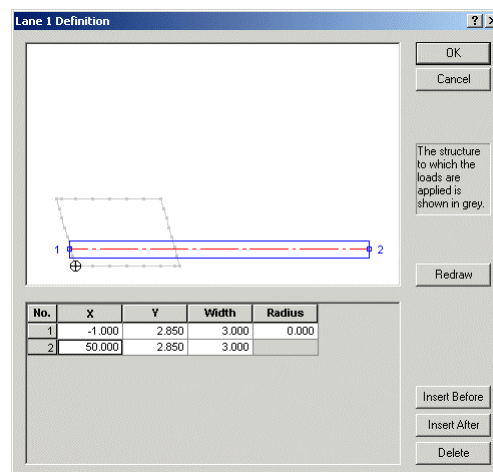 Lane 1 Definition
OK
Cancel
The structure
to which the
loads are
applied is
shown in grey.
1 2
Redraw
No. X Y Width Radius
1 -1.000 2.850 3.000 0.000
2 50.000 2.850 3.000
Insert Before
Insert After
Delete